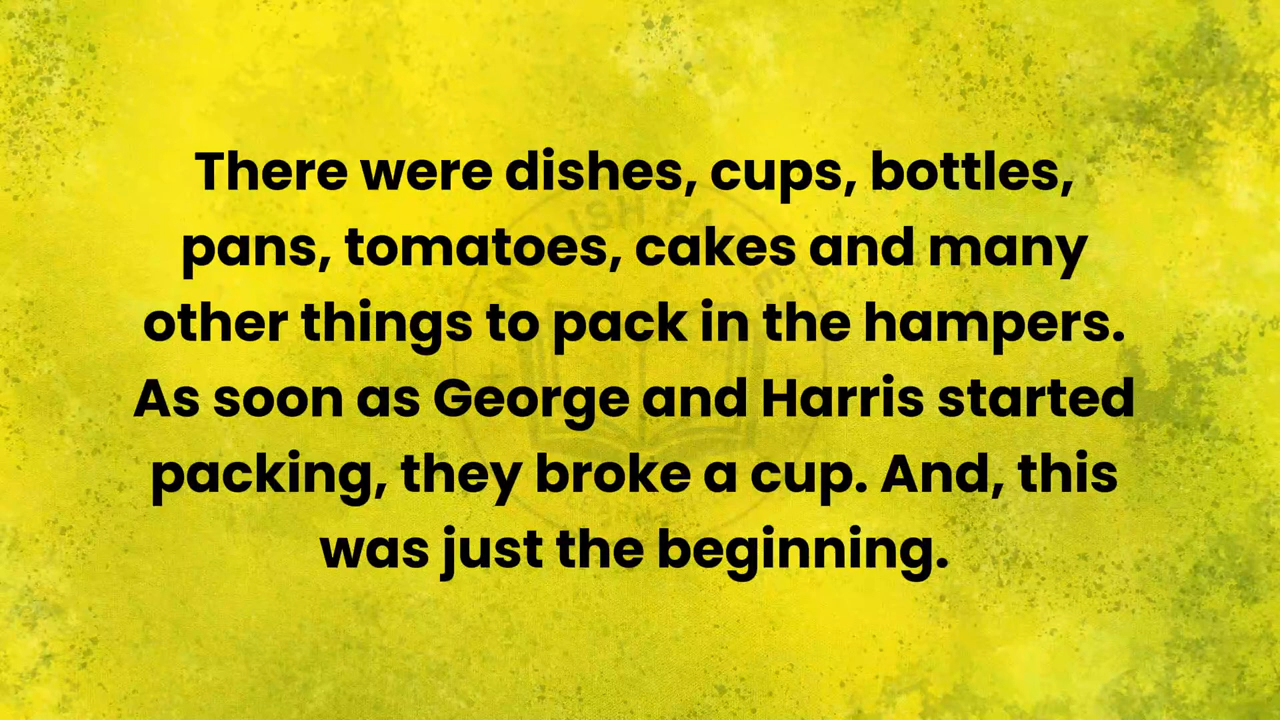 There were dishes, cups, bottles,
pans, tomatoes, cakes and many
other things to pack in the hampers.
As soon as George and Harris started
packing, they broke a cup. And, this
was just the beginning.